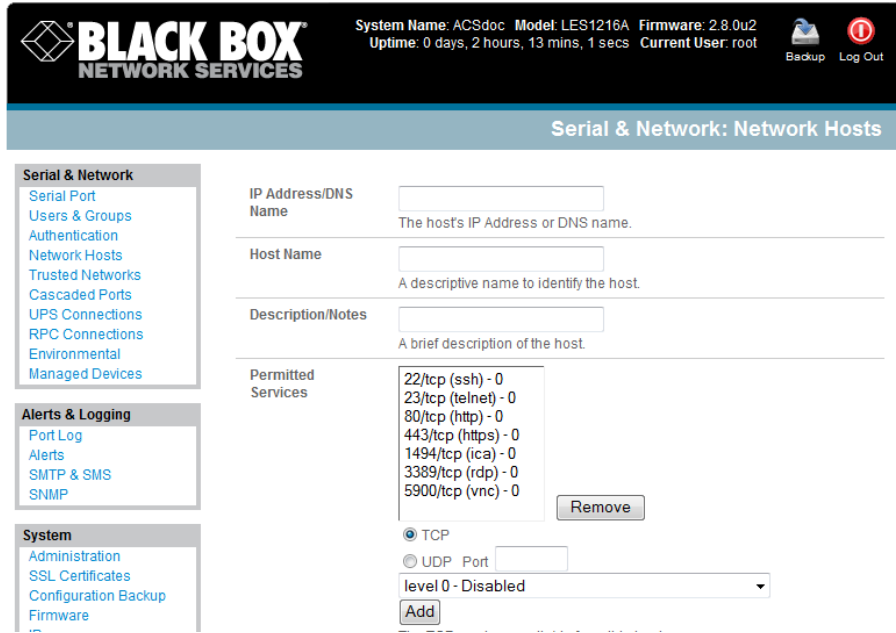 BLACK BOX
NETWORK SERVICES
System Name: ACSdoc Model: LES1216A Firmware: 2.8.0u2
Uptime: 0 days, 2 hours, 13 mins, 1 secs Current User: root
Backup
Log Out
Serial & Network: Network Hosts
Serial & Network
Serial Port
Users & Groups
Authentication
Network Hosts
Trusted Networks
Cascaded Ports
UPS Connections
RPC Connections
Environmental
Managed Devices
Alerts & Logging
Port Log
Alerts
SMTP & SMS
SNMP
System
Administration
SSL Certificates
Configuration Backup
Firmware
IP Address/DNS
Name
The host's IP Address or DNS name.
Host Name
A descriptive name to identify the host.
Description/Notes
A brief description of the host.
Permitted
Services
22/tcp (ssh) - 0
23/tcp (telnet) - 0
80/tcp (http) - 0
443/tcp (https) - 0
1494/tcp (ica) - 0
3389/tcp (rdp) - 0
5900/tcp (vnc) - 0
Remove
TCP
UDP Port
level 0 - Disabled
Add